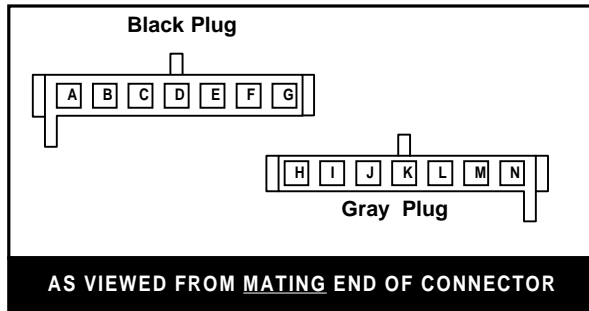 Black Plug
A B C D E F G
H I J K L M N
Gray Plug
AS VIEWED FROM MATING END OF CONNECTOR